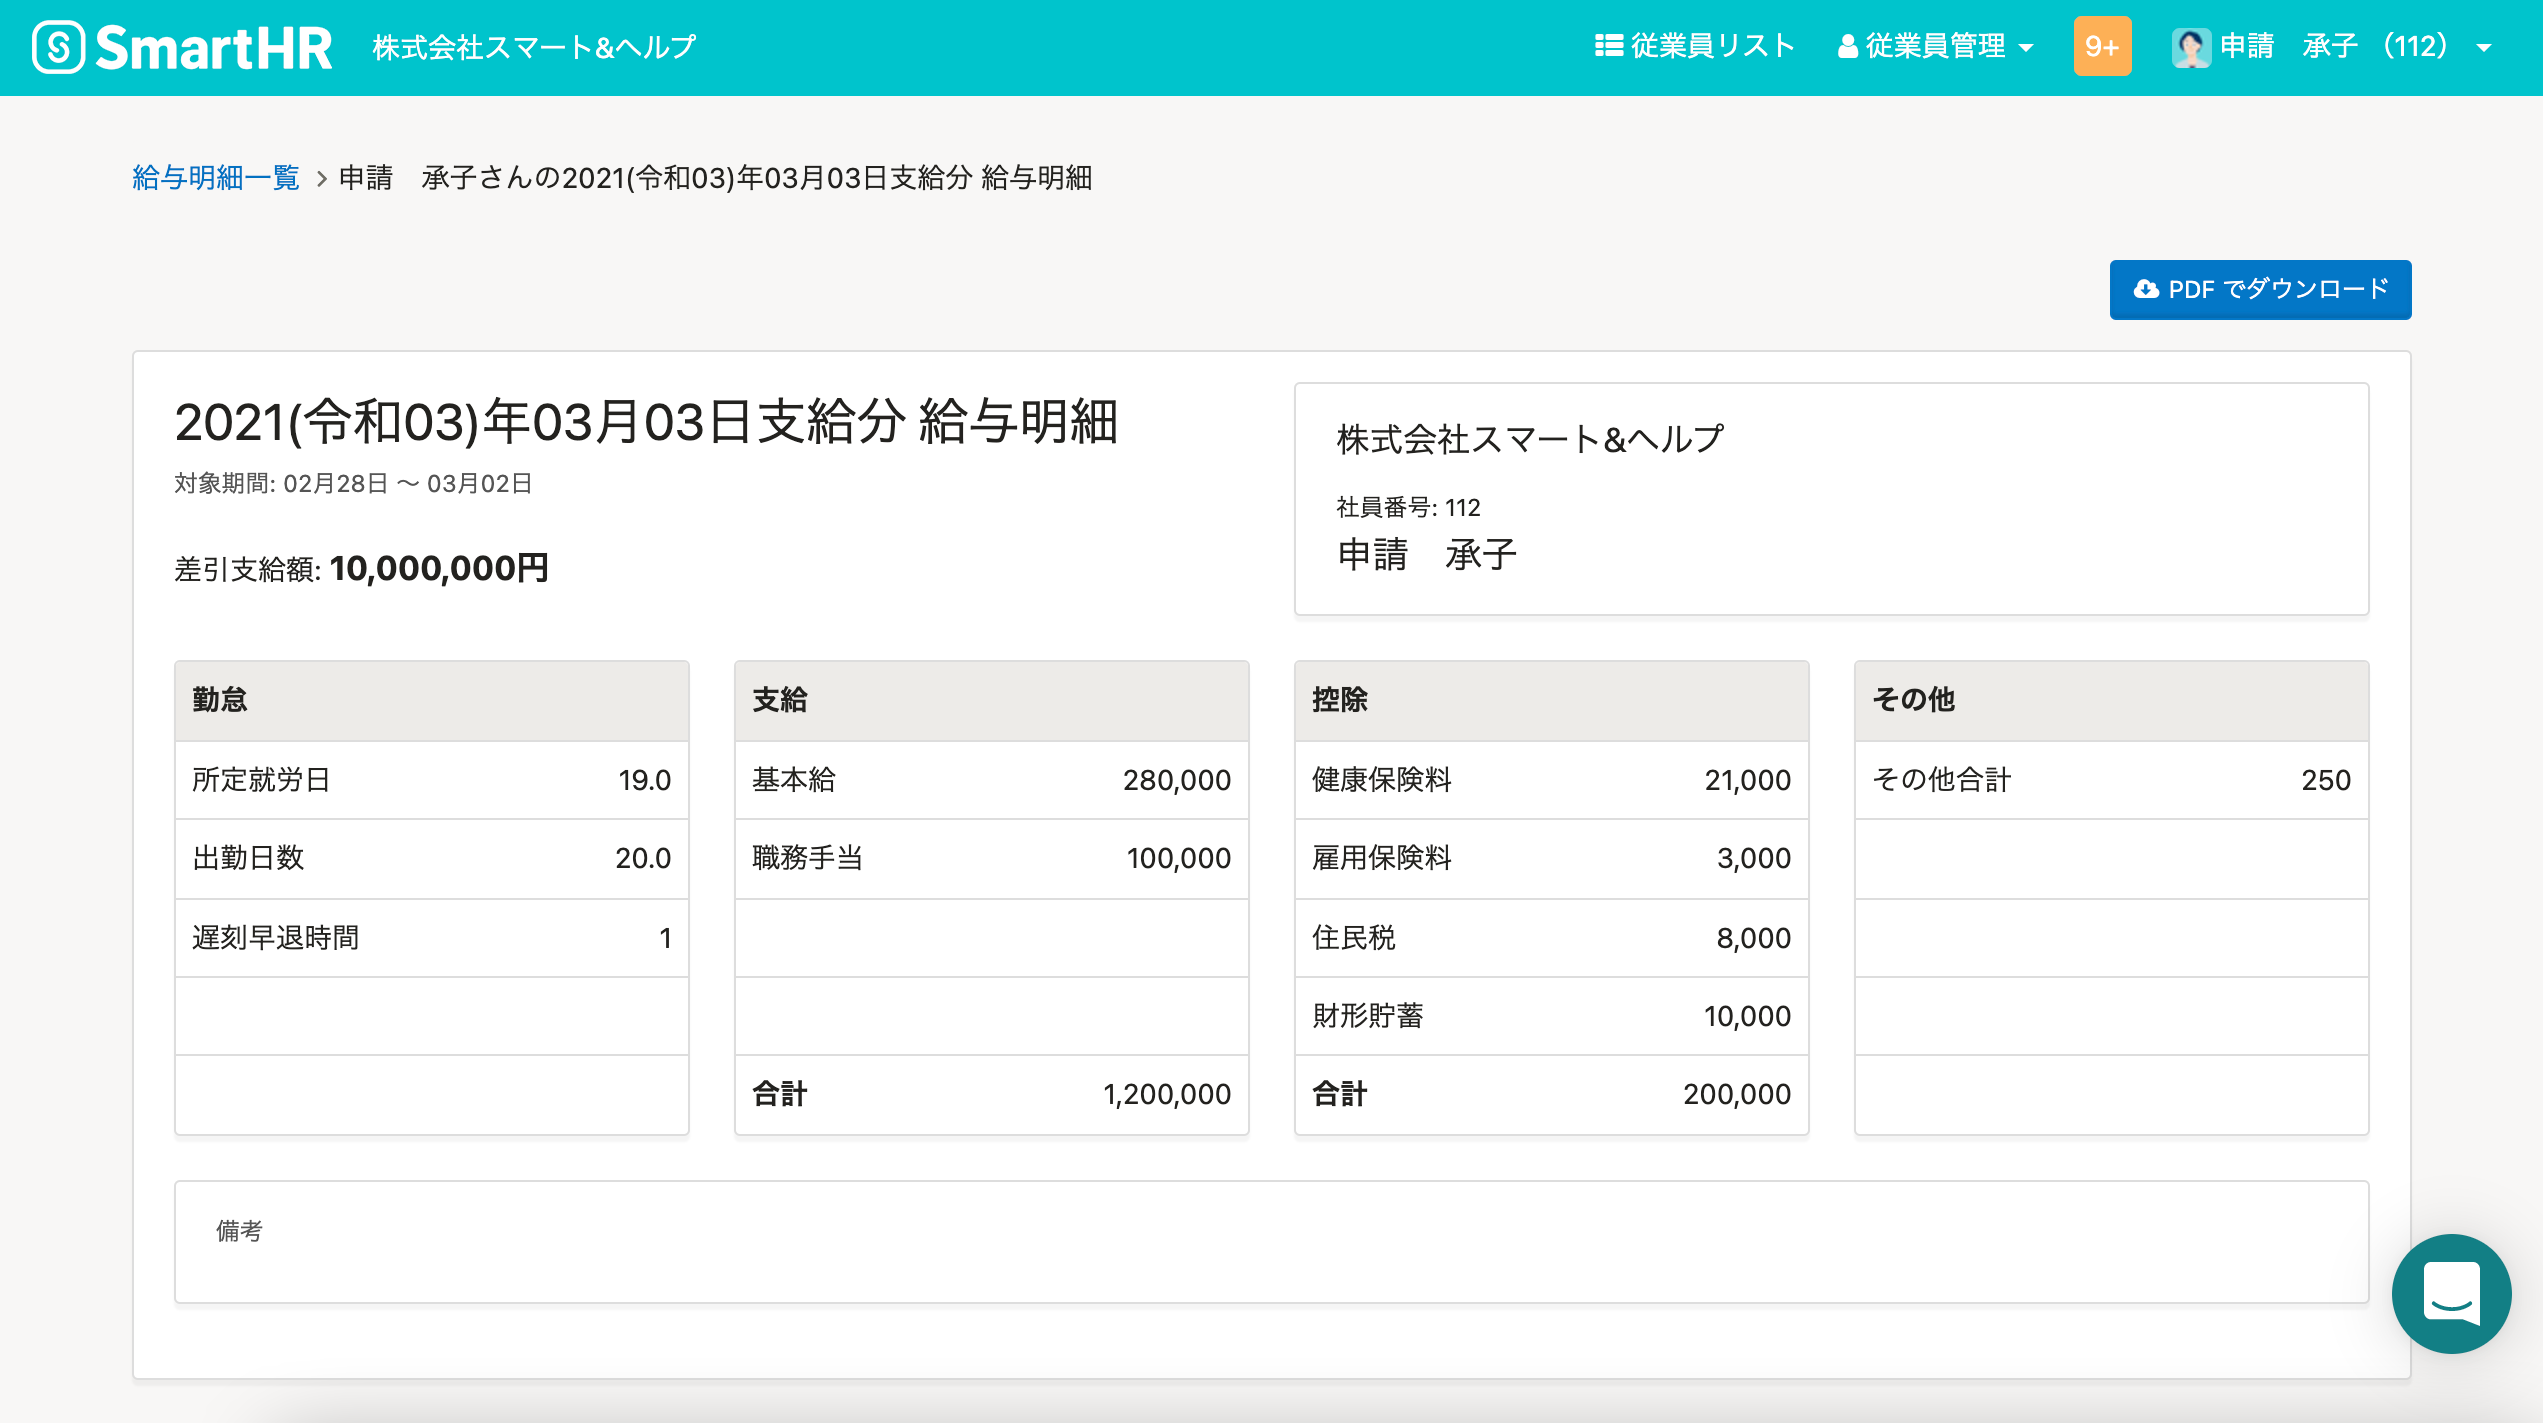 SmartHR 株式会社スマート&ヘルプ 従業員リスト 従業員管理 9+ 申請　承子（112）
給与明細一覧 > 申請　承子さんの2021(令和03)年03月03日支給分 給与明細
PDF でダウンロード
2021(令和03)年03月03日支給分 給与明細
対象期間: 02月28日 〜 03月02日
差引支給額: 10,000,000円
株式会社スマート&ヘルプ
社員番号: 112
申請　承子
勤怠
所定就労日 19.0
出勤日数 20.0
遅刻早退時間 1
支給
基本給 280,000
職務手当 100,000
合計 1,200,000
控除
健康保険料 21,000
雇用保険料 3,000
住民税 8,000
財形貯蓄 10,000
合計 200,000
その他
その他合計 250
備考